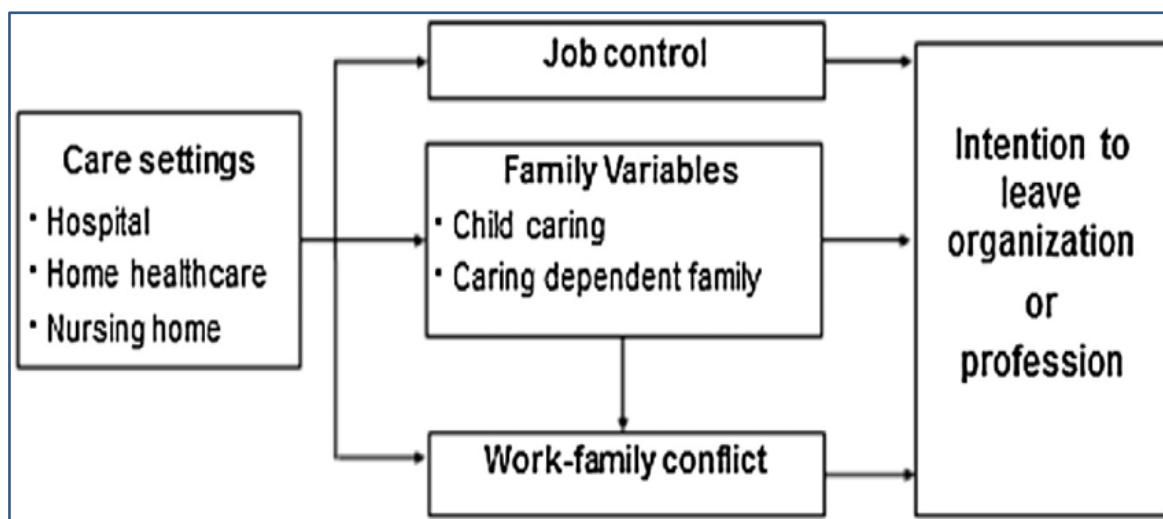 Care settings
· Hospital
· Home healthcare
· Nursing home
Job control
Family Variables
· Child caring
· Caring dependent family
Work-family conflict
Intention to
leave
organization
or
profession